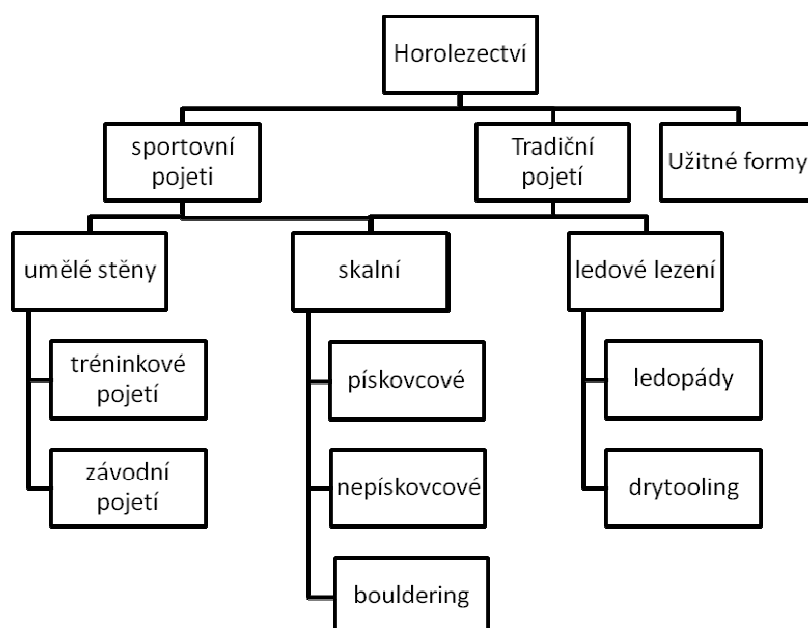 Horolezectví
sportovní
pojeti
Tradiční
pojetí
Užitné formy
umělé stěny
skalní
ledové lezení
tréninkové
pojetí
pískovcové
ledopády
závodní
pojetí
nepískovcové
drytooling
bouldering